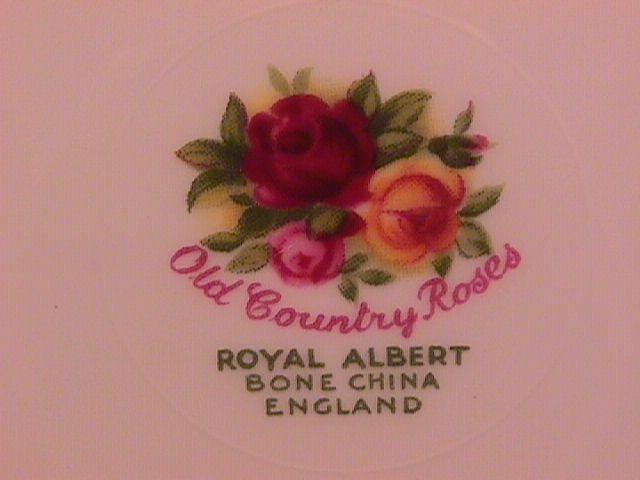 Old Country Roses
ROYAL ALBERT
BONE CHINA
ENGLAND